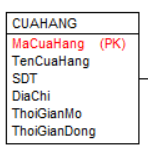 CUAHANG
MaCuaHang (PK)
TenCuaHang
SDT
DiaChi
ThoiGianMo
ThoiGianDong